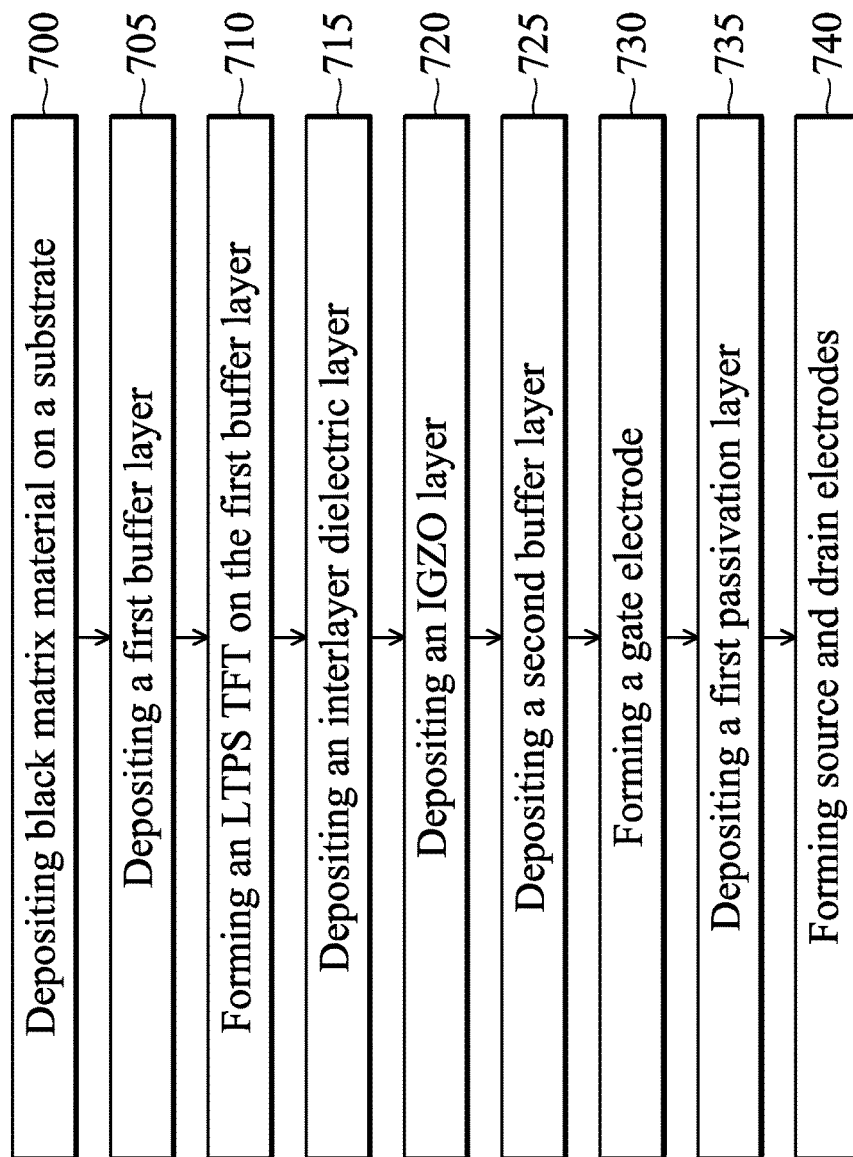 Depositing black matrix material on a substrate 700
Depositing a first buffer layer 705
Forming an LTPS TFT on the first buffer layer 710
Depositing an interlayer dielectric layer 715
Depositing an IGZO layer 720
Depositing a second buffer layer 725
Forming a gate electrode 730
Depositing a first passivation layer 735
Forming source and drain electrodes 740